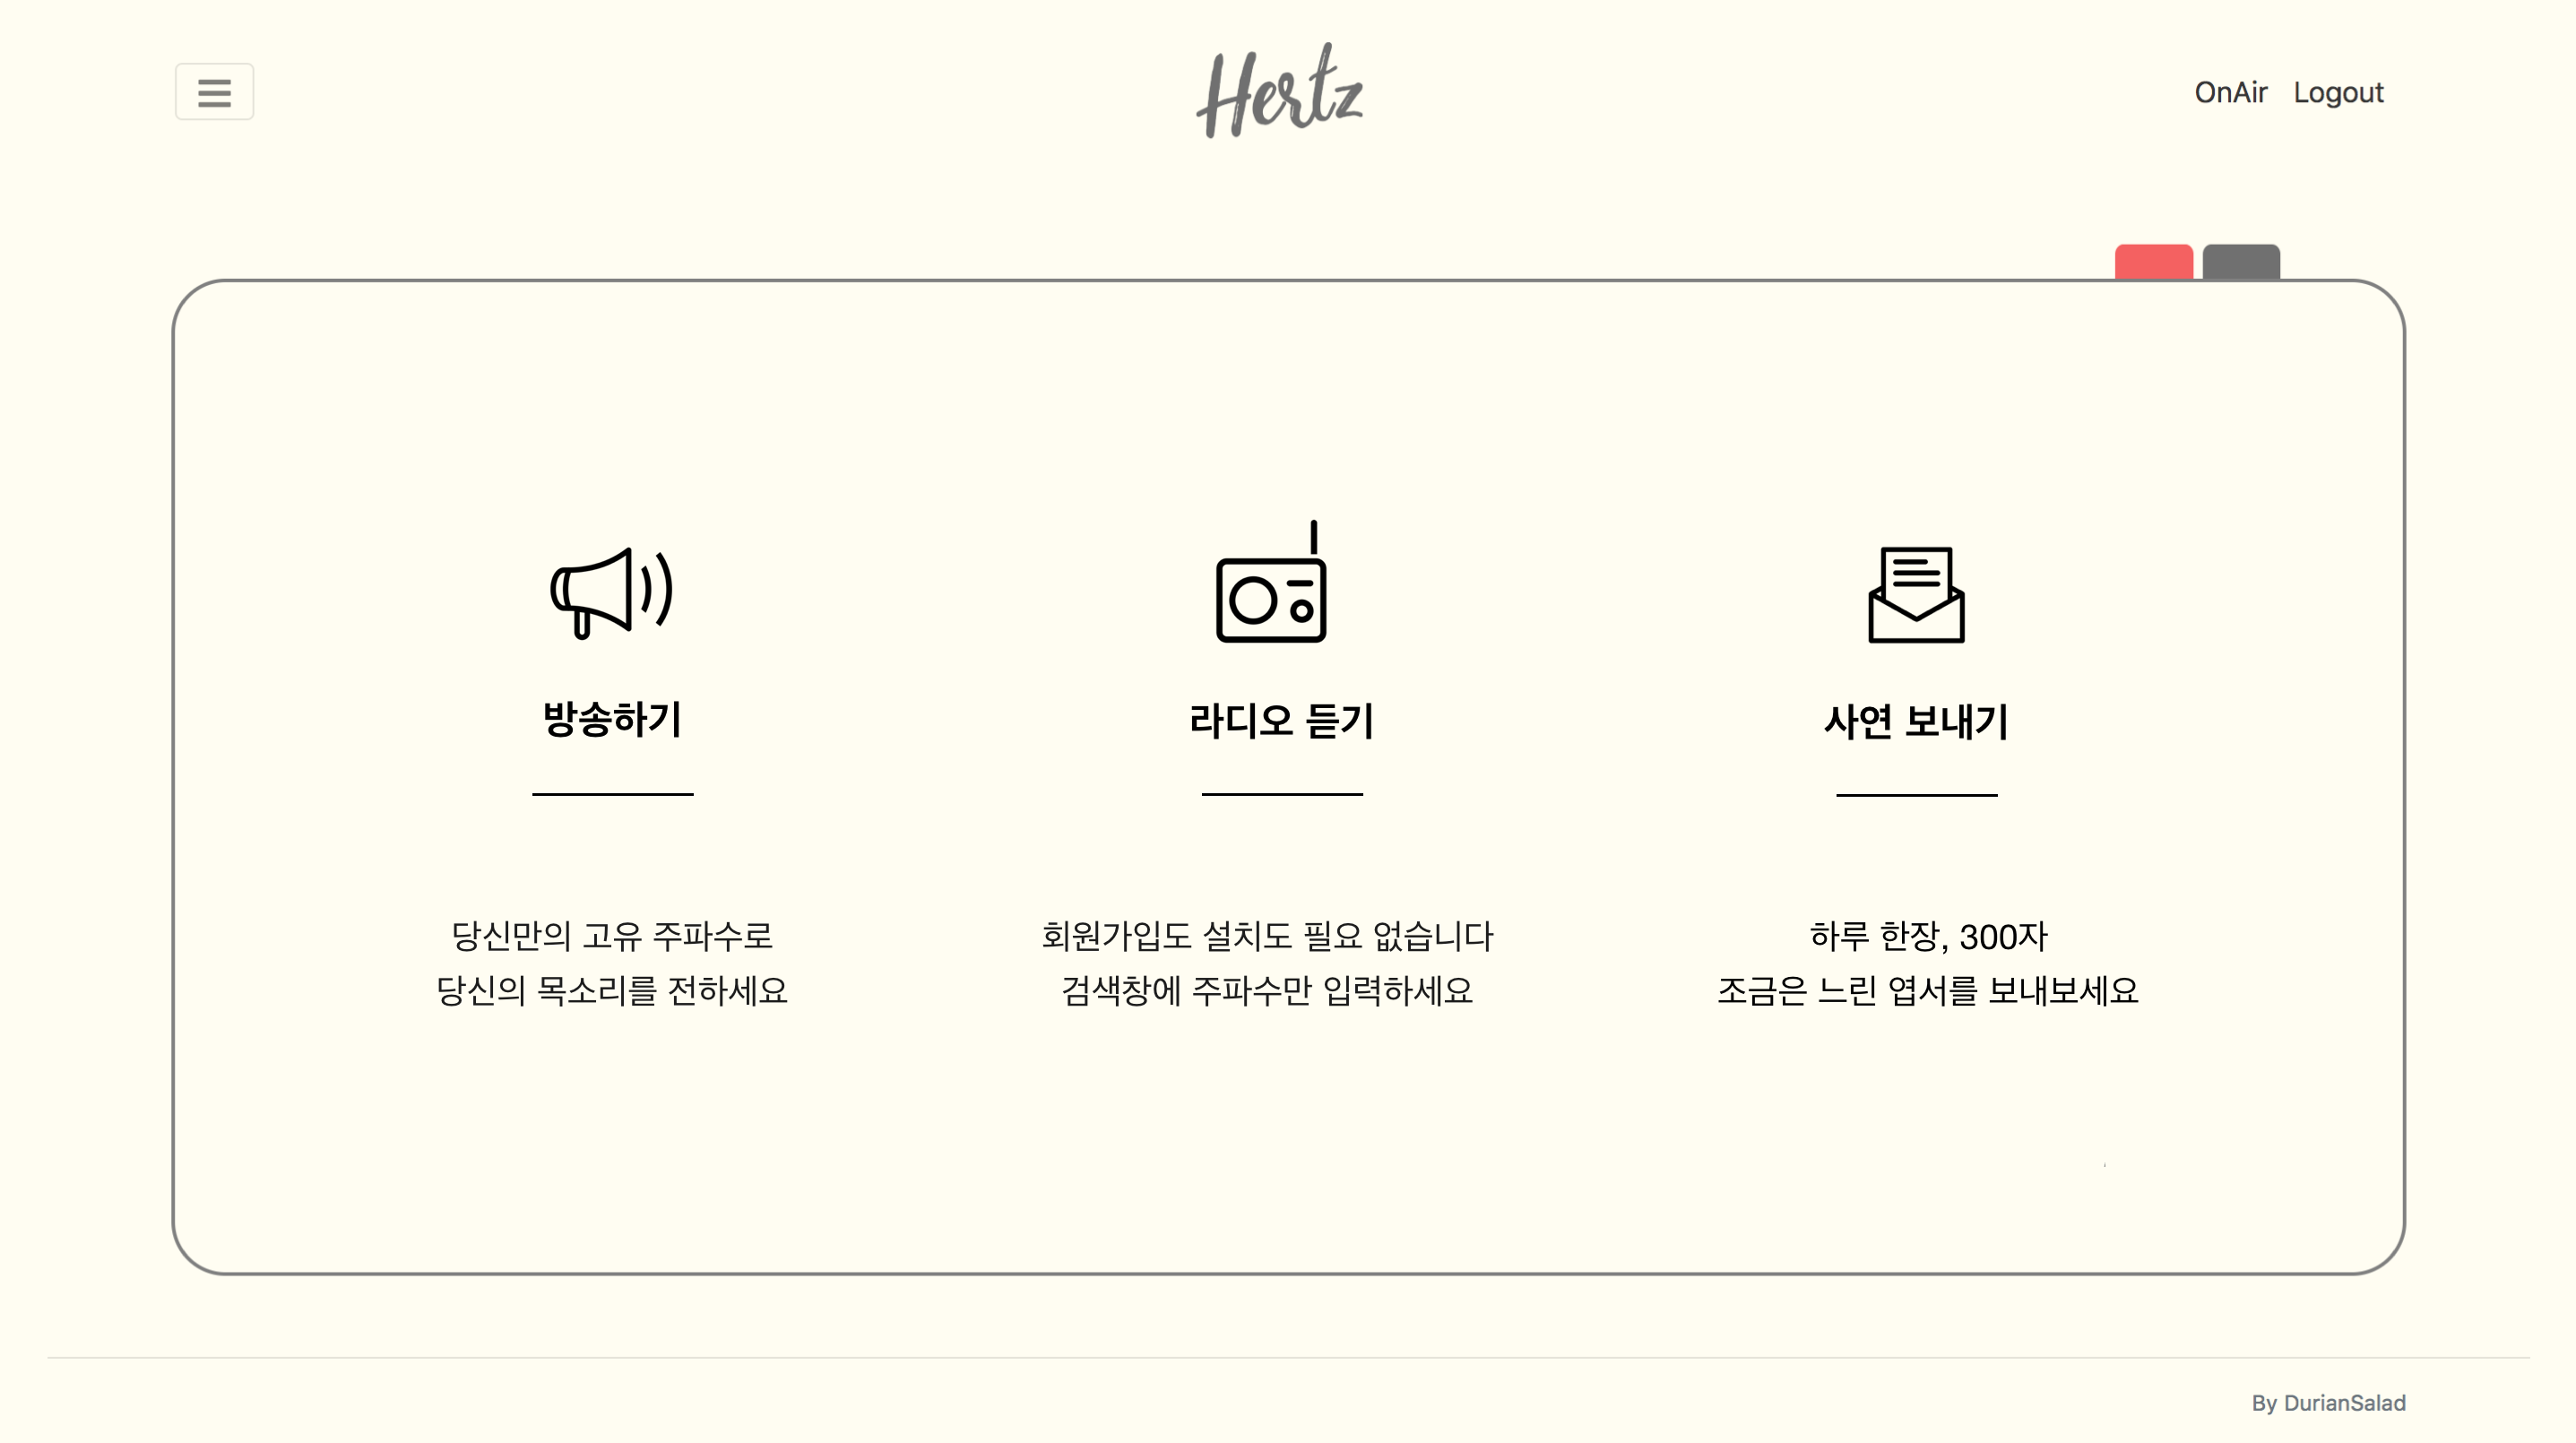 Hertz
OnAir Logout
방송하기
당신만의 고유 주파수로
당신의 목소리를 전하세요
라디오 듣기
회원가입도 설치도 필요 없습니다
검색창에 주파수만 입력하세요
사연 보내기
하루 한장, 300자
조금은 느린 엽서를 보내보세요
By DurianSalad